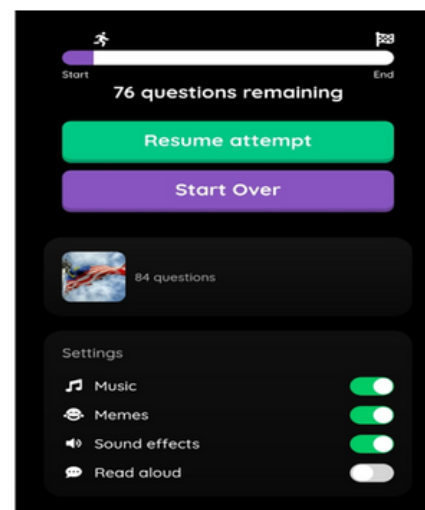 Start
End
76 questions remaining
Resume attempt
Start Over
84 questions
Settings
Music
Memes
Sound effects
Read aloud